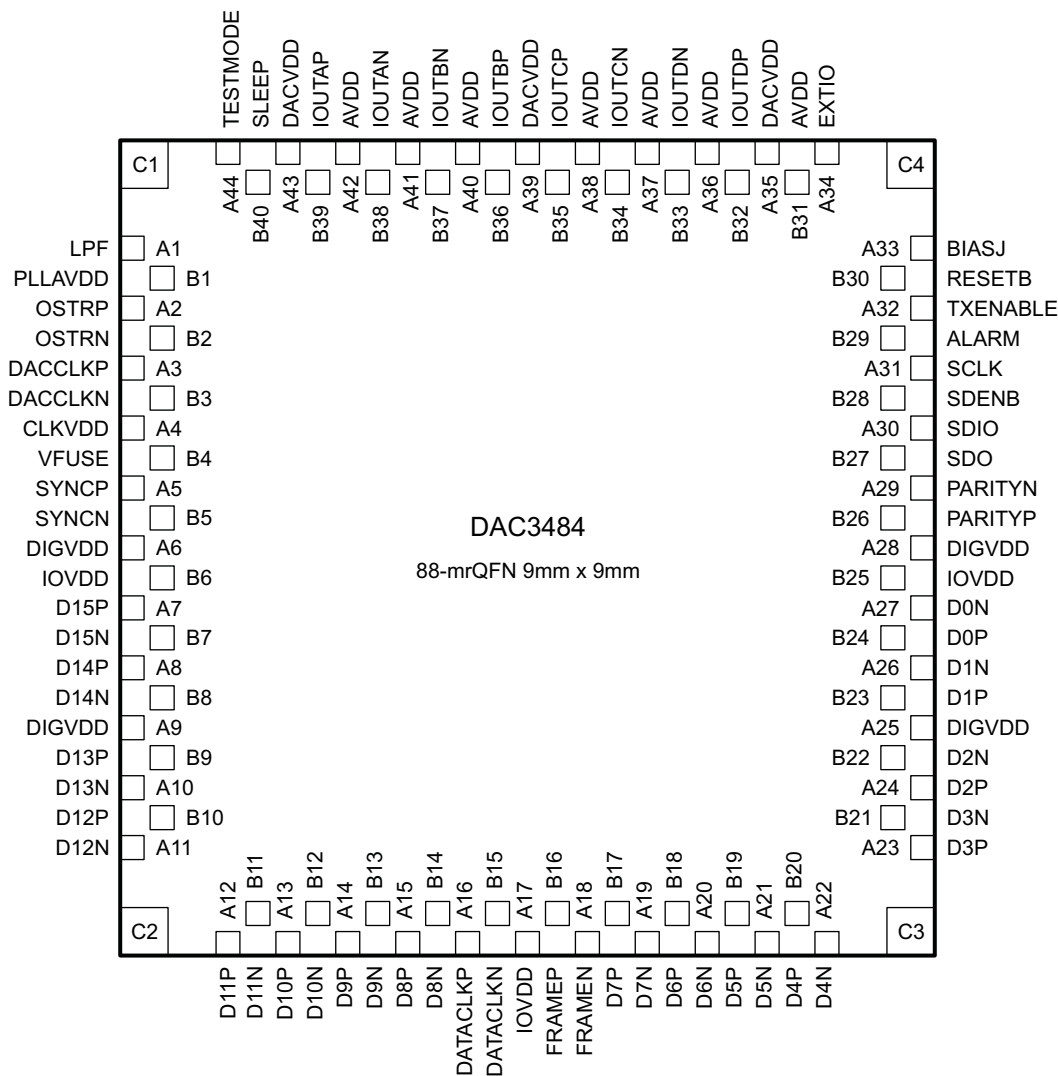 TESTMODE
SLEEP
DACVDD
IOUTAP
AVDD
IOUTAN
AVDD
IOUTBN
AVDD
IOUTBP
DACVDD
IOUTCP
AVDD
IOUTCN
AVDD
IOUTDN
AVDD
IOUTDP
DACVDD
AVDD
EXTIO
C1
A44
B40
A43
B39
A42
B38
A41
B37
A40
B36
A39
B35
A38
B34
A37
B33
A36
B32
A35
B31
A34
C4
LPF A1
PLLAVDD B1
OSTRP A2
OSTRN B2
DACCLKP A3
DACCLKN B3
CLKVDD A4
VFUSE B4
SYNCP A5
SYNCN B5
DIGVDD A6
IOVDD B6
D15P A7
D15N B7
D14P A8
D14N B8
DIGVDD A9
D13P B9
D13N A10
D12P B10
D12N A11
DAC3484
88-mrQFN 9mm x 9mm
A33 BIASJ
B30 RESETB
A32 TXENABLE
B29 ALARM
A31 SCLK
B28 SDENB
A30 SDIO
B27 SDO
A29 PARITYN
B26 PARITYP
A28 DIGVDD
B25 IOVDD
A27 D0N
B24 D0P
A26 D1N
B23 D1P
A25 DIGVDD
B22 D2N
A24 D2P
B21 D3N
A23 D3P
C2
A12
B11
A13
B12
A14
B13
A15
B14
A16
B15
A17
B16
A18
B17
A19
B18
A20
B19
A21
B20
A22
C3
D11P
D11N
D10P
D10N
D9P
D9N
D8P
D8N
DATACLKP
DATACLKN
IOVDD
FRAMEP
FRAMEN
D7P
D7N
D6P
D6N
D5P
D5N
D4P
D4N